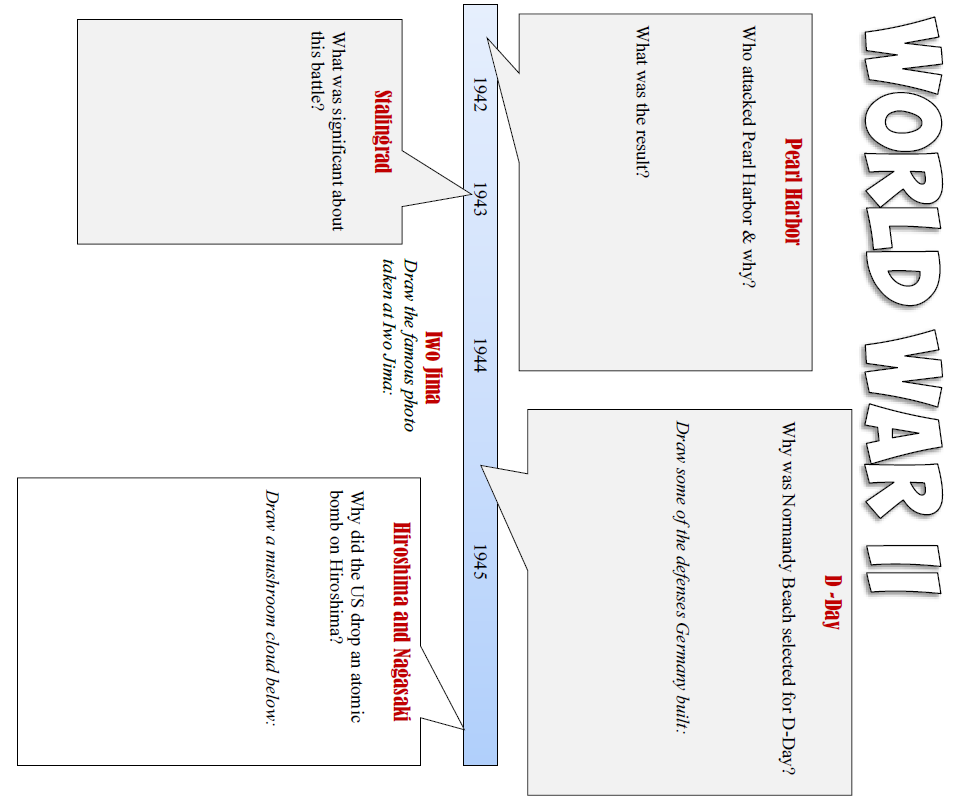 WORLD WAR II
Pearl Harbor
Who attacked Pearl Harbor & why?
What was the result?
D -Day
Why was Normandy Beach selected for D-Day?
Draw some of the defenses Germany built:
1942
1943
1944
1945
Stalingrad
What was significant about
this battle?
Iwo Jima
Draw the famous photo
taken at Iwo Jima:
Hiroshima and Nagasaki
Why did the US drop an atomic
bomb on Hiroshima?
Draw a mushroom cloud below: